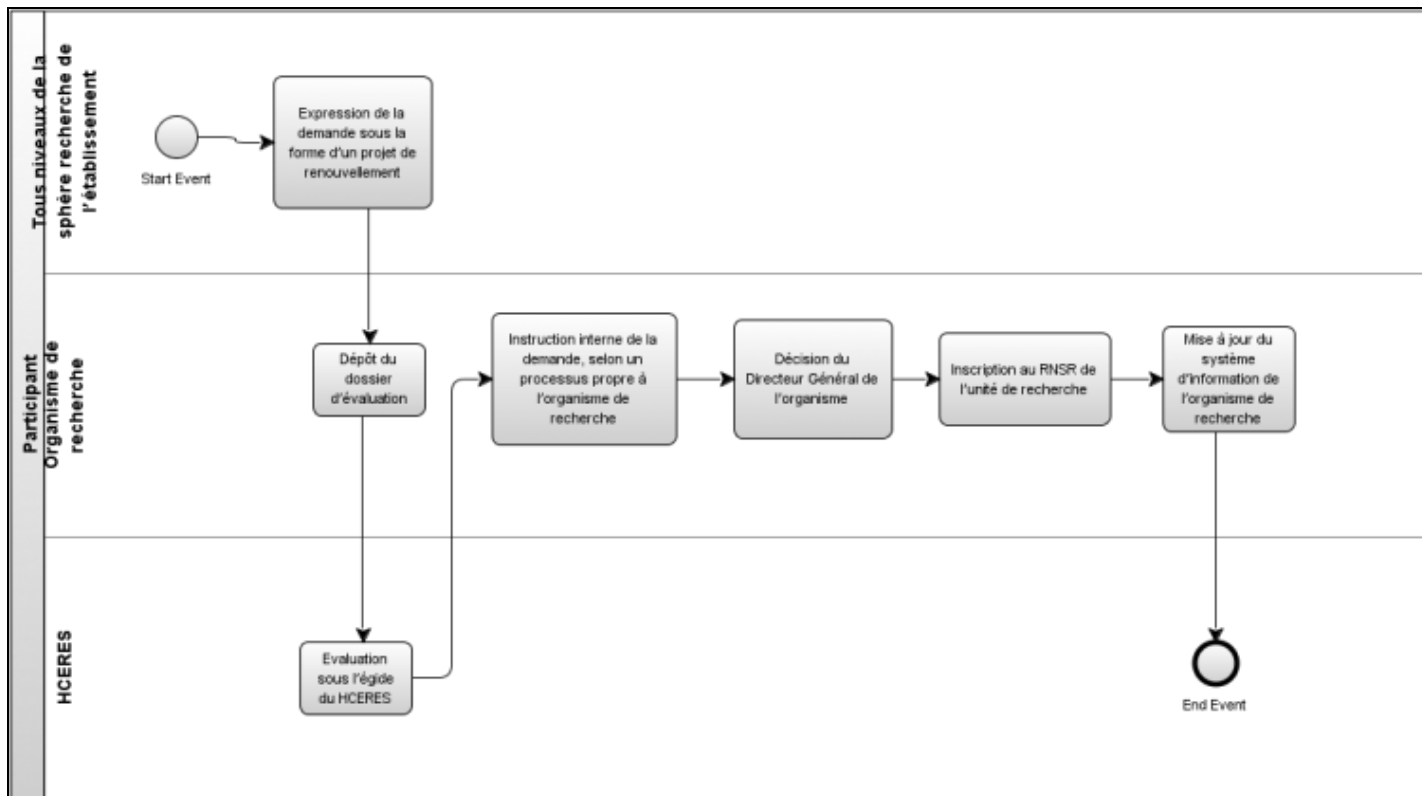 Tous niveaux de la
sphère recherche de
l'établissement
Expression de la
demande sous la
forme d'un projet de
renouvellement
Start Event
Participant
Organisme de
recherche
Dépôt du
dossier
d'évaluation
Instruction interne de la
demande, selon un
processus propre à
l'organisme de
recherche
Décision du
Directeur Général de
l'organisme
Inscription au RNSR de
l'unité de recherche
Mise à jour du
système
d'information de
l'organisme de
recherche
HCERES
Evaluation
sous l'égide
du HCERES
End Event